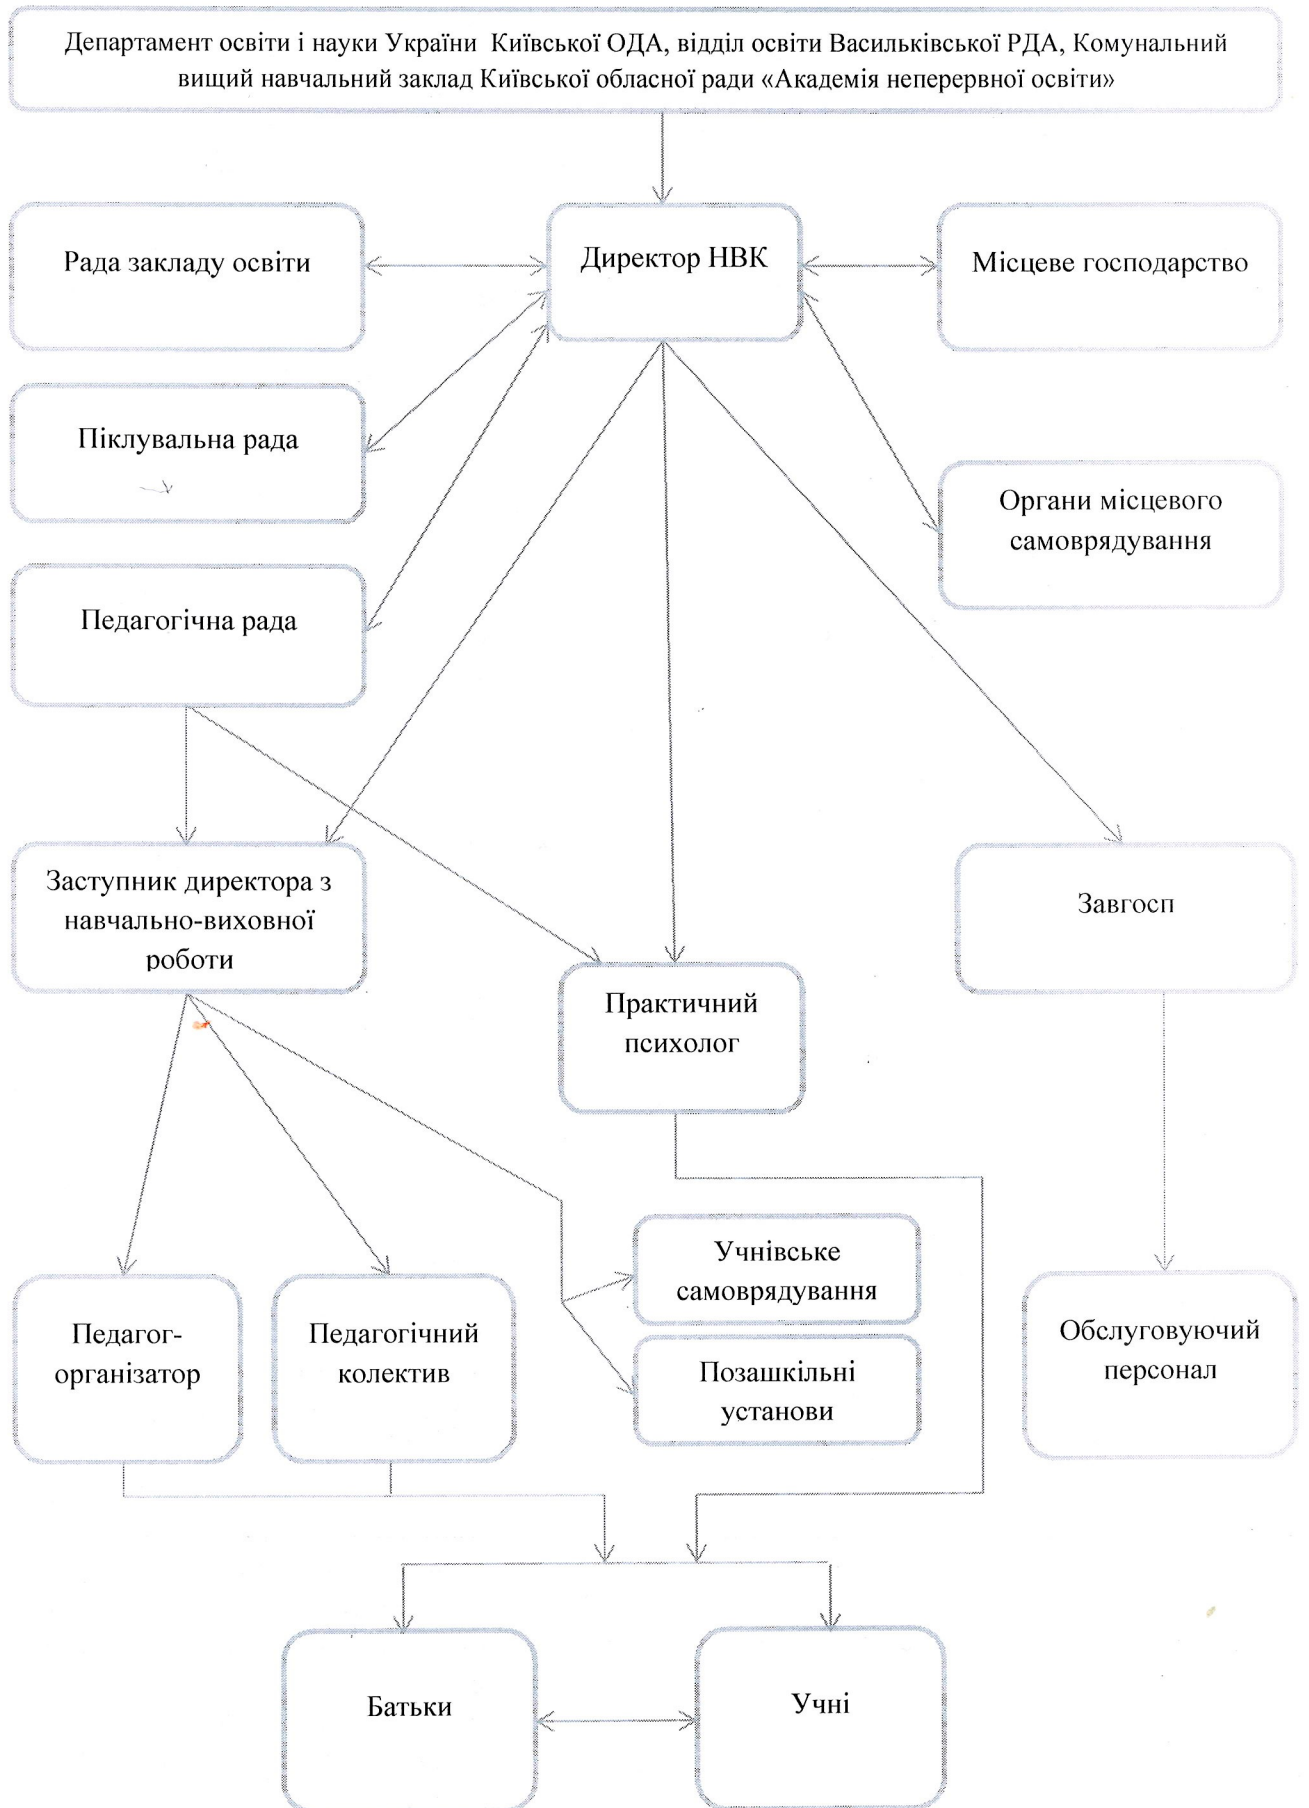 Департамент освіти і науки України Київської ОДА, відділ освіти Васильківської РДА, Комунальний
вищий навчальний заклад Київської обласної ради «Академія неперервної освіти»
Рада закладу освіти
Директор НВК
Місцеве господарство
Піклувальна рада
Органи місцевого
самоврядування
Педагогічна рада
Заступник директора з
навчально-виховної
роботи
Завгосп
Практичний
психолог
Учнівське
самоврядування
Педагог-
організатор
Педагогічний
колектив
Позашкільні
установи
Обслуговуючий
персонал
Батьки
Учні